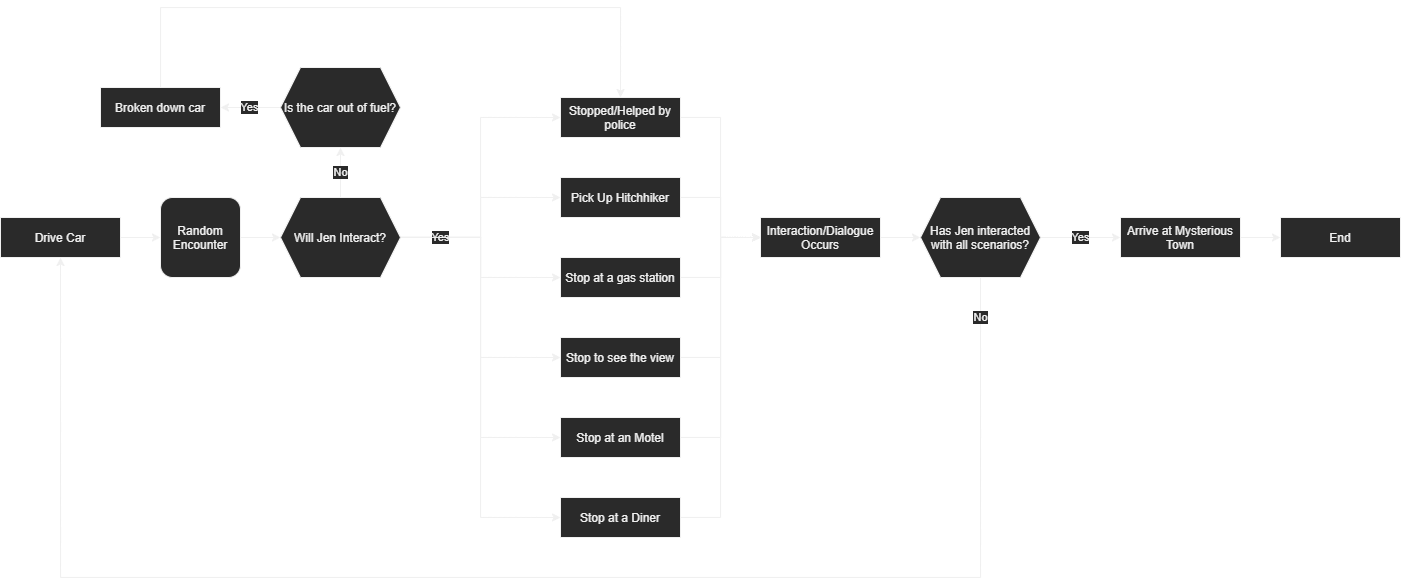 Broken down car
Yes
Is the car out of fuel?
No
Drive Car
Random
Encounter
Will Jen Interact?
Yes
Stopped/Helped by
police
Pick Up Hitchhiker
Stop at a gas station
Stop to see the view
Stop at an Motel
Stop at a Diner
Interaction/Dialogue
Occurs
Has Jen interacted
with all scenarios?
Yes
No
Arrive at Mysterious
Town
End